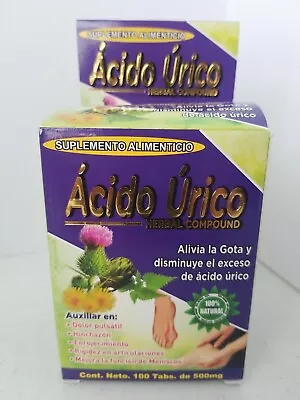 SUPLEMENTO ALIMENTICIO
Ácido Úrico
HERBAL COMPOUND
Alivia la Gota y
disminuye el exceso
de ácido úrico
SUPLEMENTO ALIMENTICIO
Ácido Úrico
HERBAL COMPOUND
Alivia la Gota y
disminuye el exceso
de ácido úrico
100%
NATURAL
Auxiliar en:
• Dolor pulsatil
• Hinchazón
• Enrojecimiento
• Rigidez en articulaciones
• Mejora la función de Meniscos
Cont. Neto. 100 Tabs. de 500mg